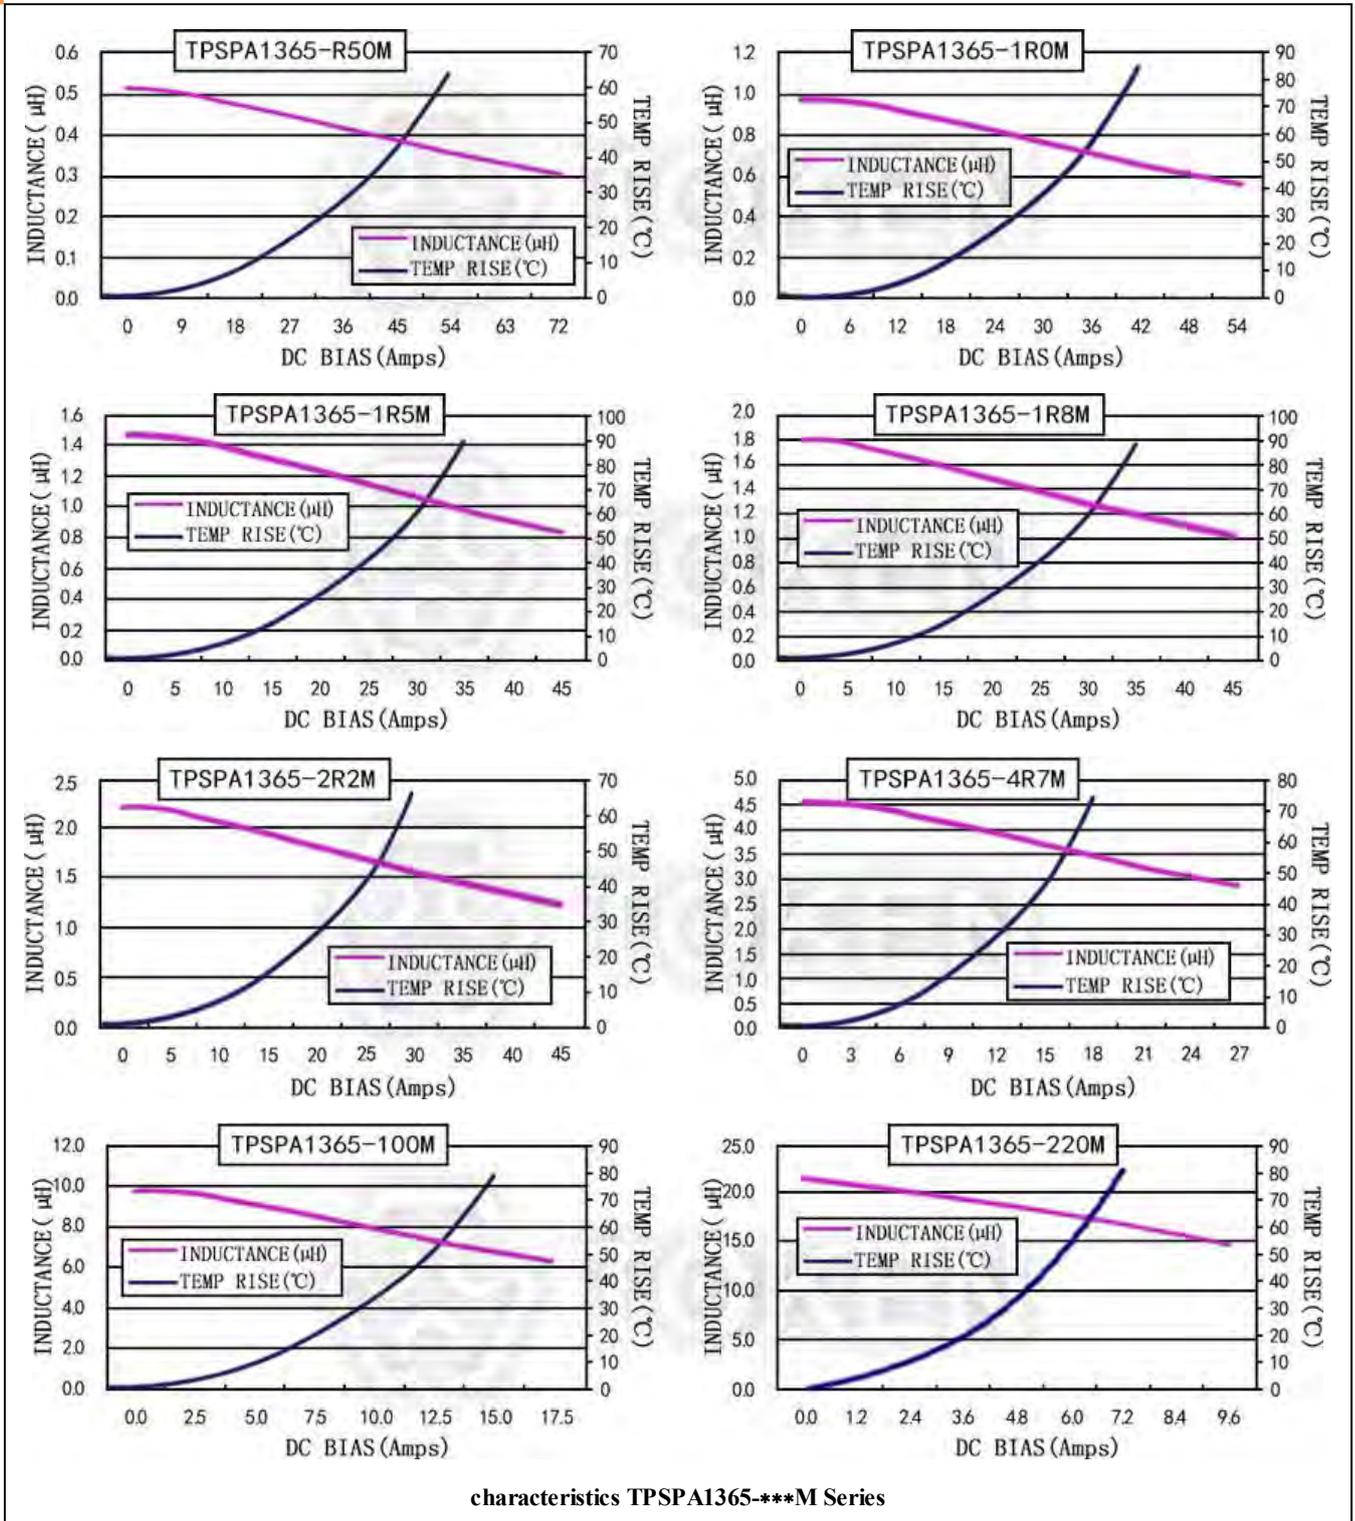 TPSPA1365-R50M
INDUCTANCE( μH)
0.6
0.5
0.4
0.3
0.2
0.1
0.0
70
60
50
40
30
20
10
0
TEMP RISE(℃)
INDUCTANCE(μH)
TEMP RISE(℃)
0 9 18 27 36 45 54 63 72
DC BIAS(Amps)
TPSPA1365-1R0M
INDUCTANCE( μH)
1.2
1.0
0.8
0.6
0.4
0.2
0.0
90
80
70
60
50
40
30
20
10
0
TEMP RISE(℃)
INDUCTANCE(μH)
TEMP RISE(℃)
0 6 12 18 24 30 36 42 48 54
DC BIAS(Amps)
TPSPA1365-1R5M
INDUCTANCE( μH)
1.6
1.4
1.2
1.0
0.8
0.6
0.4
0.2
0.0
100
90
80
70
60
50
40
30
20
10
0
TEMP RISE(℃)
INDUCTANCE(μH)
TEMP RISE(℃)
0 5 10 15 20 25 30 35 40 45
DC BIAS(Amps)
TPSPA1365-1R8M
INDUCTANCE( μH)
2.0
1.8
1.6
1.4
1.2
1.0
0.8
0.6
0.4
0.2
0.0
100
90
80
70
60
50
40
30
20
10
0
TEMP RISE(℃)
INDUCTANCE(μH)
TEMP RISE(℃)
0 5 10 15 20 25 30 35 40 45
DC BIAS(Amps)
TPSPA1365-2R2M
INDUCTANCE( μH)
2.5
2.0
1.5
1.0
0.5
0.0
70
60
50
40
30
20
10
0
TEMP RISE(℃)
INDUCTANCE(μH)
TEMP RISE(℃)
0 5 10 15 20 25 30 35 40 45
DC BIAS(Amps)
TPSPA1365-4R7M
INDUCTANCE( μH)
5.0
4.5
4.0
3.5
3.0
2.5
2.0
1.5
1.0
0.5
0.0
80
70
60
50
40
30
20
10
0
TEMP RISE(℃)
INDUCTANCE(μH)
TEMP RISE(℃)
0 3 6 9 12 15 18 21 24 27
DC BIAS(Amps)
TPSPA1365-100M
INDUCTANCE( μH)
12.0
10.0
8.0
6.0
4.0
2.0
0.0
90
80
70
60
50
40
30
20
10
0
TEMP RISE(℃)
INDUCTANCE(μH)
TEMP RISE(℃)
0.0 2.5 5.0 7.5 10.0 12.5 15.0 17.5
DC BIAS(Amps)
TPSPA1365-220M
INDUCTANCE( μH)
25.0
20.0
15.0
10.0
5.0
0.0
90
80
70
60
50
40
30
20
10
0
TEMP RISE(℃)
INDUCTANCE(μH)
TEMP RISE(℃)
0.0 1.2 2.4 3.6 4.8 6.0 7.2 8.4 9.6
DC BIAS(Amps)
characteristics TPSPA1365-***M Series